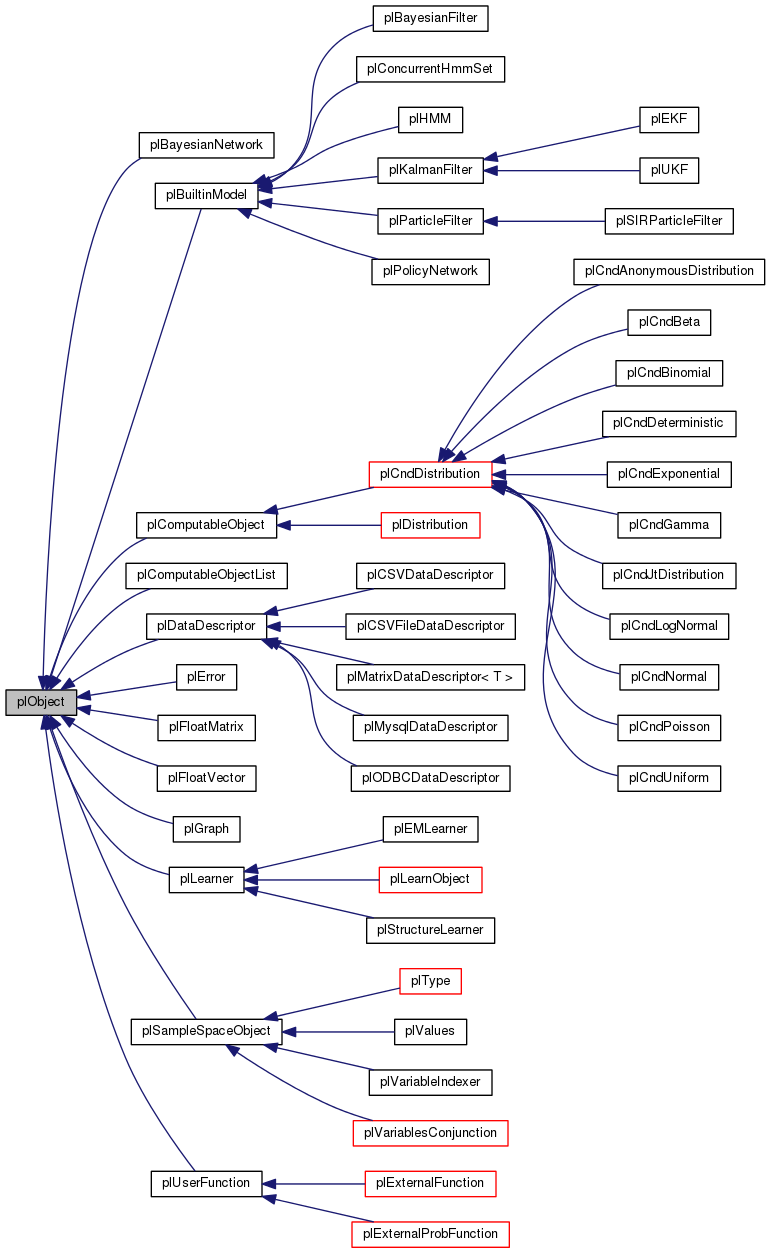 plBayesianFilter
plConcurrentHmmSet
plHMM
plEKF
plBayesianNetwork
plKalmanFilter
plUKF
plBuiltinModel
plParticleFilter
plSIRParticleFilter
plPolicyNetwork
plCndAnonymousDistribution
plCndBeta
plCndBinomial
plCndDeterministic
plCndDistribution
plCndExponential
plComputableObject
plDistribution
plCndGamma
plComputableObjectList
plCSVDataDescriptor
plCndJtDistribution
plDataDescriptor
plCSVFileDataDescriptor
plCndLogNormal
plError
plMatrixDataDescriptor< T >
plCndNormal
plObject
plFloatMatrix
plMysqlDataDescriptor
plCndPoisson
plFloatVector
plODBCDataDescriptor
plCndUniform
plGraph
plEMLearner
plLearner
plLearnObject
plStructureLearner
plType
plSampleSpaceObject
plValues
plVariableIndexer
plVariablesConjunction
plUserFunction
plExternalFunction
plExternalProbFunction